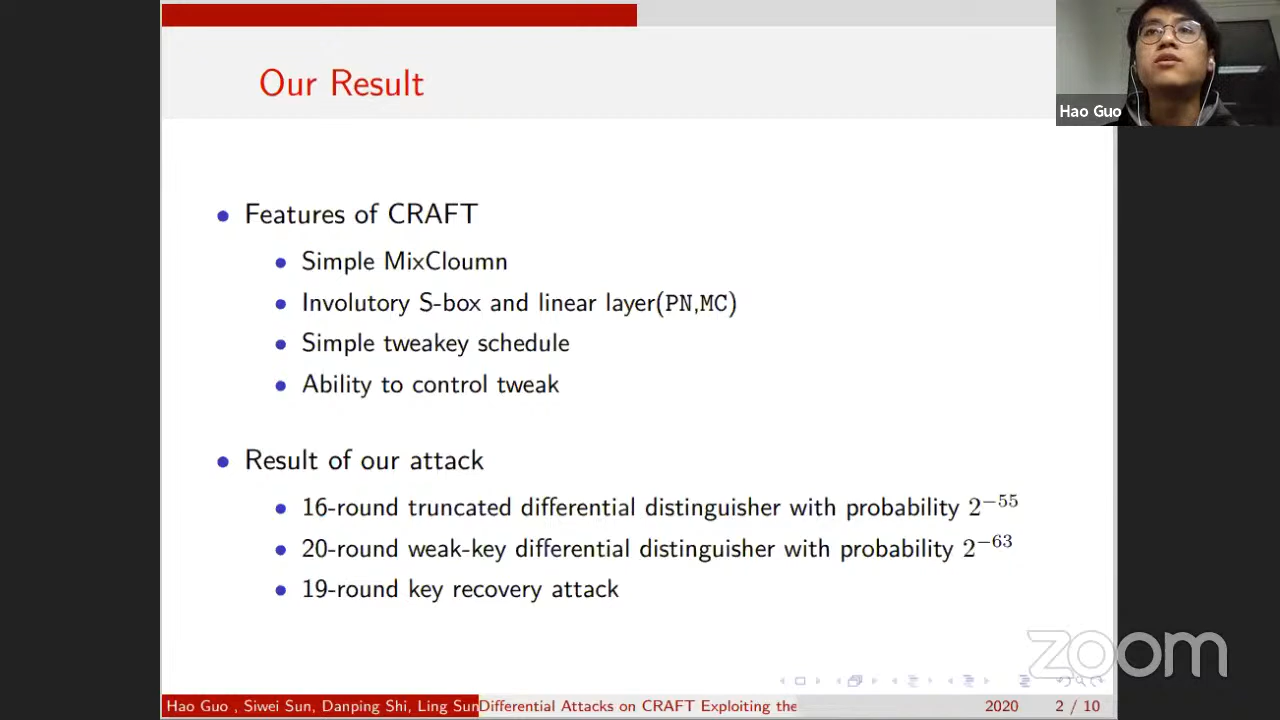 Our Result
Hao Guo
• Features of CRAFT
• Simple MixCloumn
• Involutory S-box and linear layer(PN,MC)
• Simple tweakey schedule
• Ability to control tweak
• Result of our attack
• 16-round truncated differential distinguisher with probability 2^{-55}
• 20-round weak-key differential distinguisher with probability 2^{-63}
• 19-round key recovery attack
zoom
Hao Guo , Siwei Sun, Danping Shi, Ling Sun Differential Attacks on CRAFT Exploiting the 2020 2 / 10